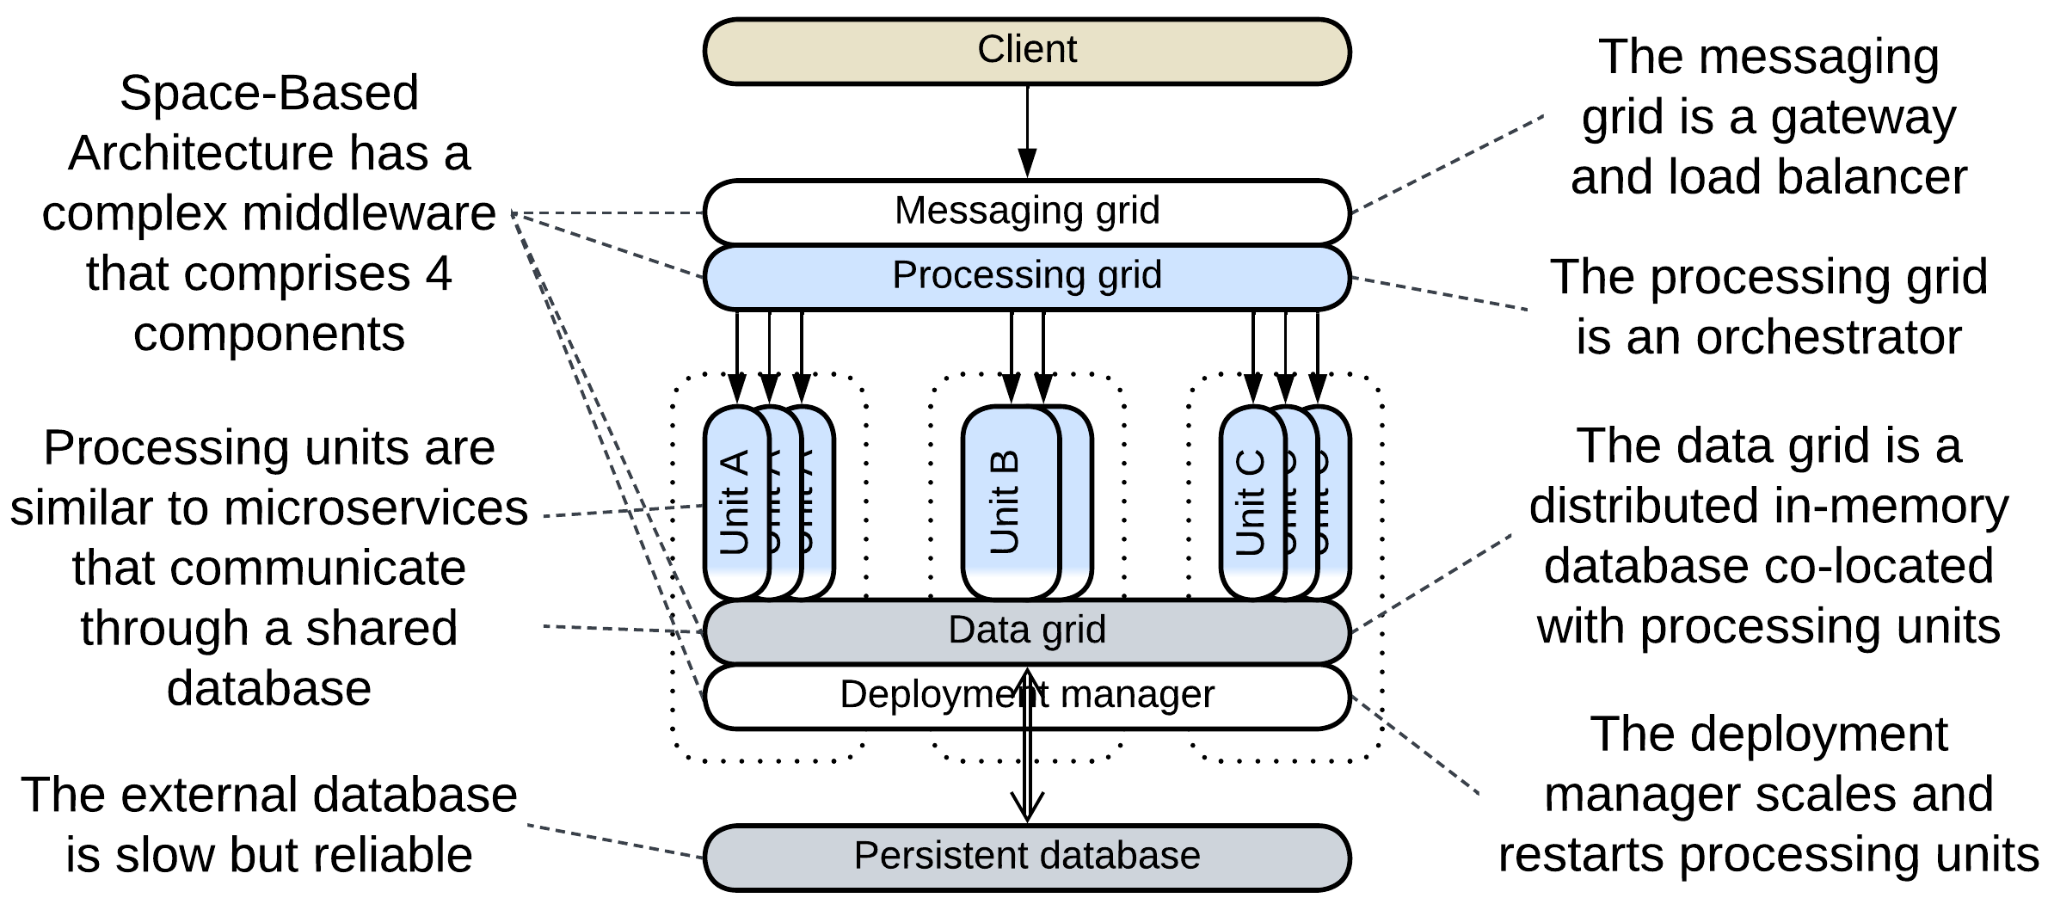 Client
Space-Based
Architecture has a
complex middleware
that comprises 4
components
The messaging
grid is a gateway
and load balancer
Messaging grid
Processing grid
The processing grid
is an orchestrator
Processing units are
similar to microservices
that communicate
through a shared
database
Unit A
Unit A
Unit A
Unit B
Unit C
Unit C
Unit C
The data grid is a
distributed in-memory
database co-located
with processing units
Data grid
Deployment manager
The deployment
manager scales and
restarts processing units
The external database
is slow but reliable
Persistent database